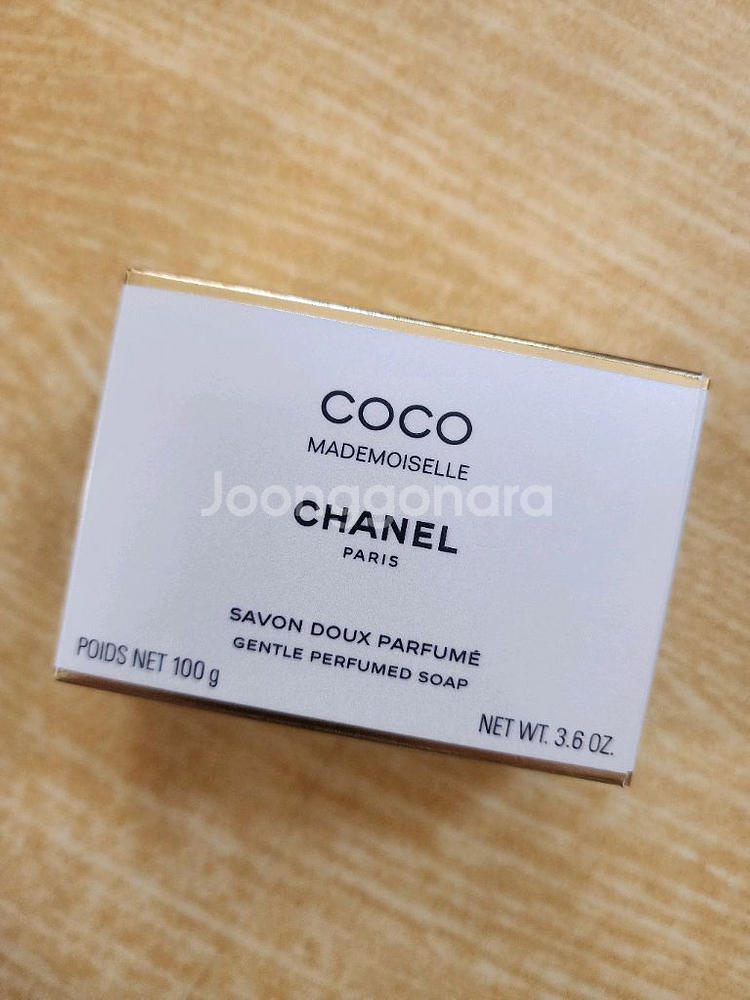 COCO
MADEMOISELLE
Joonggonara
CHANEL
PARIS
SAVON DOUX PARFUMÉ
GENTLE PERFUMED SOAP
POIDS NET 100 g
NET WT. 3.6 OZ.